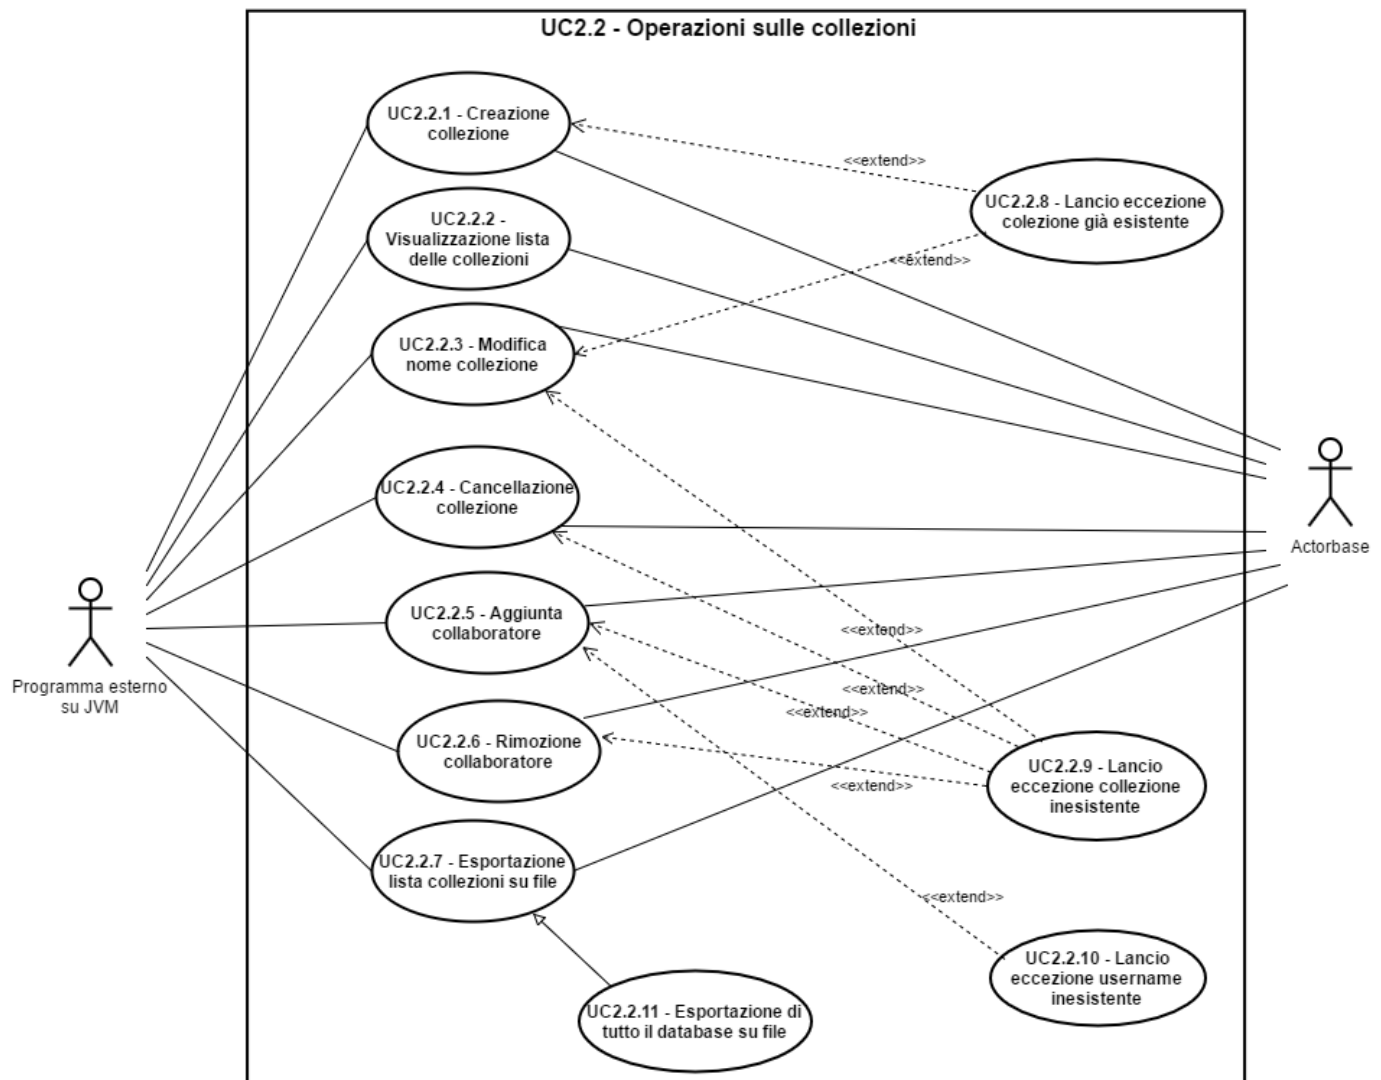 UC2.2 - Operazioni sulle collezioni
UC2.2.1 - Creazione
collezione
<<extend>>
UC2.2.8 - Lancio eccezione
colezione già esistente
UC2.2.2 -
Visualizzazione lista
delle collezioni
<<extend>>
UC2.2.3 - Modifica
nome collezione
UC2.2.4 - Cancellazione
collezione
Actorbase
UC2.2.5 - Aggiunta
collaboratore
<<extend>>
Programma esterno
su JVM
<<extend>>
<<extend>>
UC2.2.6 - Rimozione
collaboratore
UC2.2.9 - Lancio
eccezione collezione
inesistente
<<extend>>
UC2.2.7 - Esportazione
lista collezioni su file
<<extend>>
UC2.2.10 - Lancio
eccezione username
inesistente
UC2.2.11 - Esportazione di
tutto il database su file